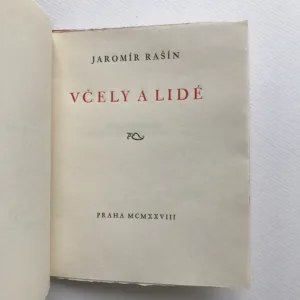 JAROMÍR RAŠÍN
VČELY A LIDÉ
PRAHA MCMXXVIII